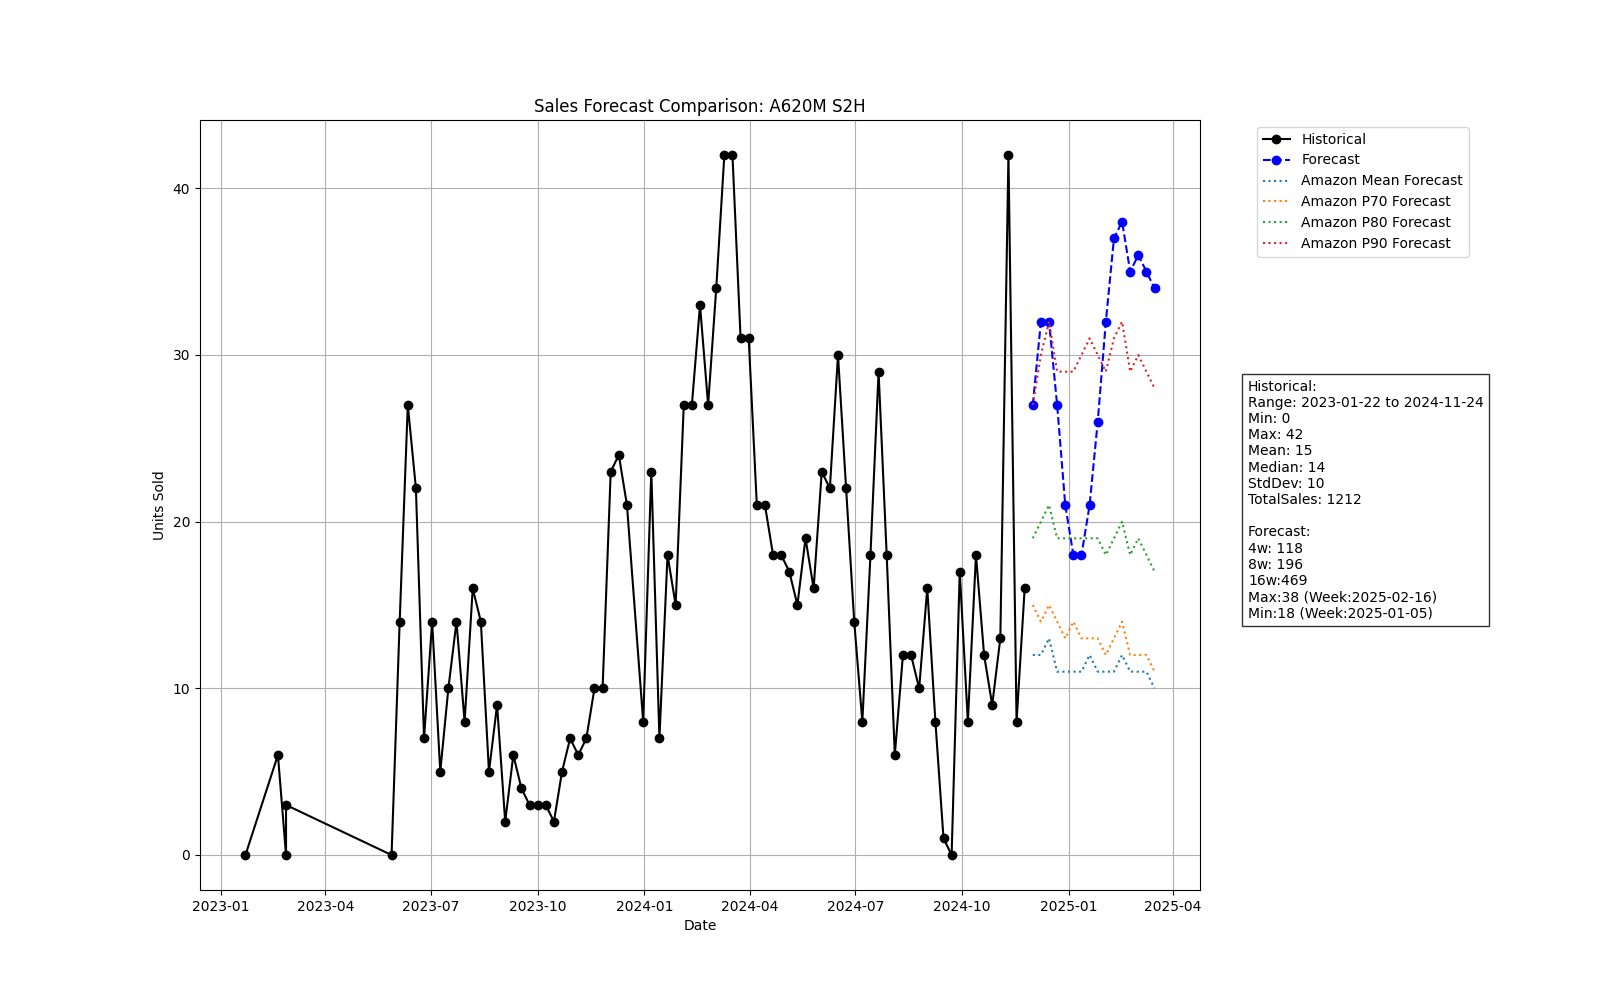 Sales Forecast Comparison: A620M S2H
Historical
Forecast
Amazon Mean Forecast
Amazon P70 Forecast
Amazon P80 Forecast
Amazon P90 Forecast
Units Sold
40
30
20
10
0
Historical:
Range: 2023-01-22 to 2024-11-24
Min: 0
Max: 42
Mean: 15
Median: 14
StdDev: 10
TotalSales: 1212
Forecast:
4w: 118
8w: 196
16w:469
Max:38 (Week:2025-02-16)
Min:18 (Week:2025-01-05)
2023-01 2023-04 2023-07 2023-10 2024-01 2024-04 2024-07 2024-10 2025-01 2025-04
Date